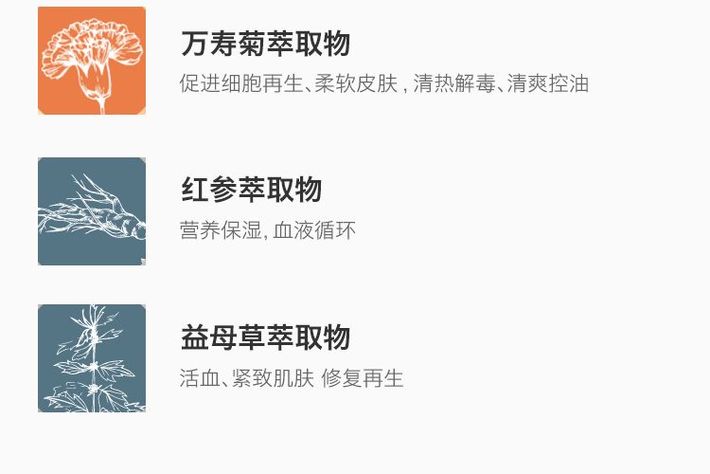 万寿菊萃取物
促进细胞再生、柔软皮肤，清热解毒、清爽控油
红参萃取物
营养保湿，血液循环
益母草萃取物
活血、紧致肌肤 修复再生